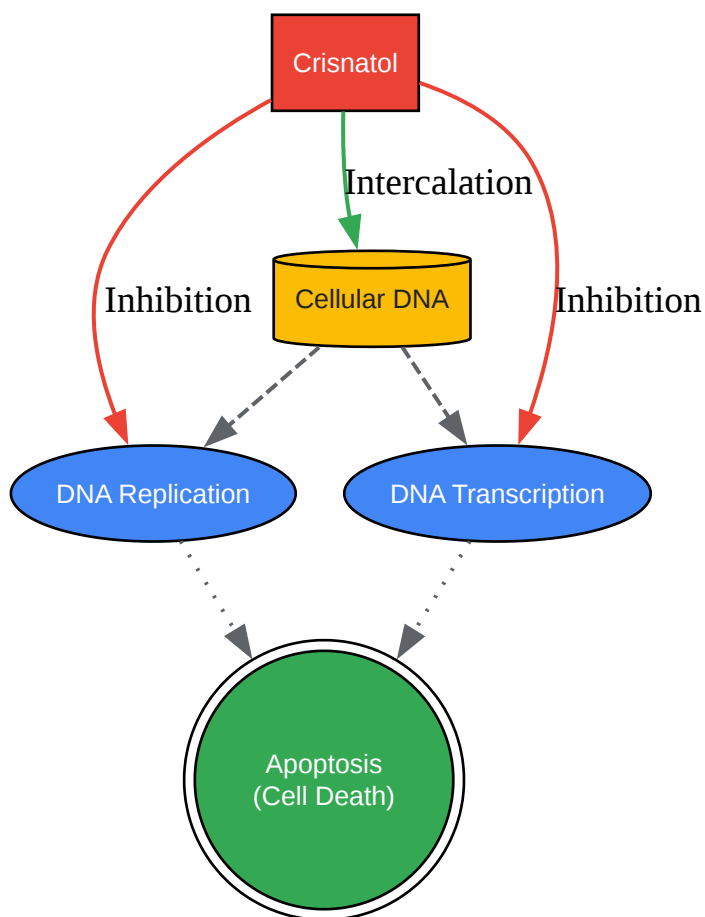 Crisnatol
Intercalation
Inhibition
Cellular DNA
Inhibition
DNA Replication
DNA Transcription
Apoptosis
(Cell Death)